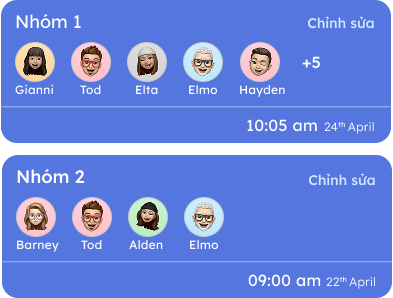 Nhóm 1 Chỉnh sửa
+5
Gianni Tod Elta Elmo Hayden
10:05 am 24th April
Nhóm 2 Chỉnh sửa
Barney Tod Alden Elmo
09:00 am 22th April